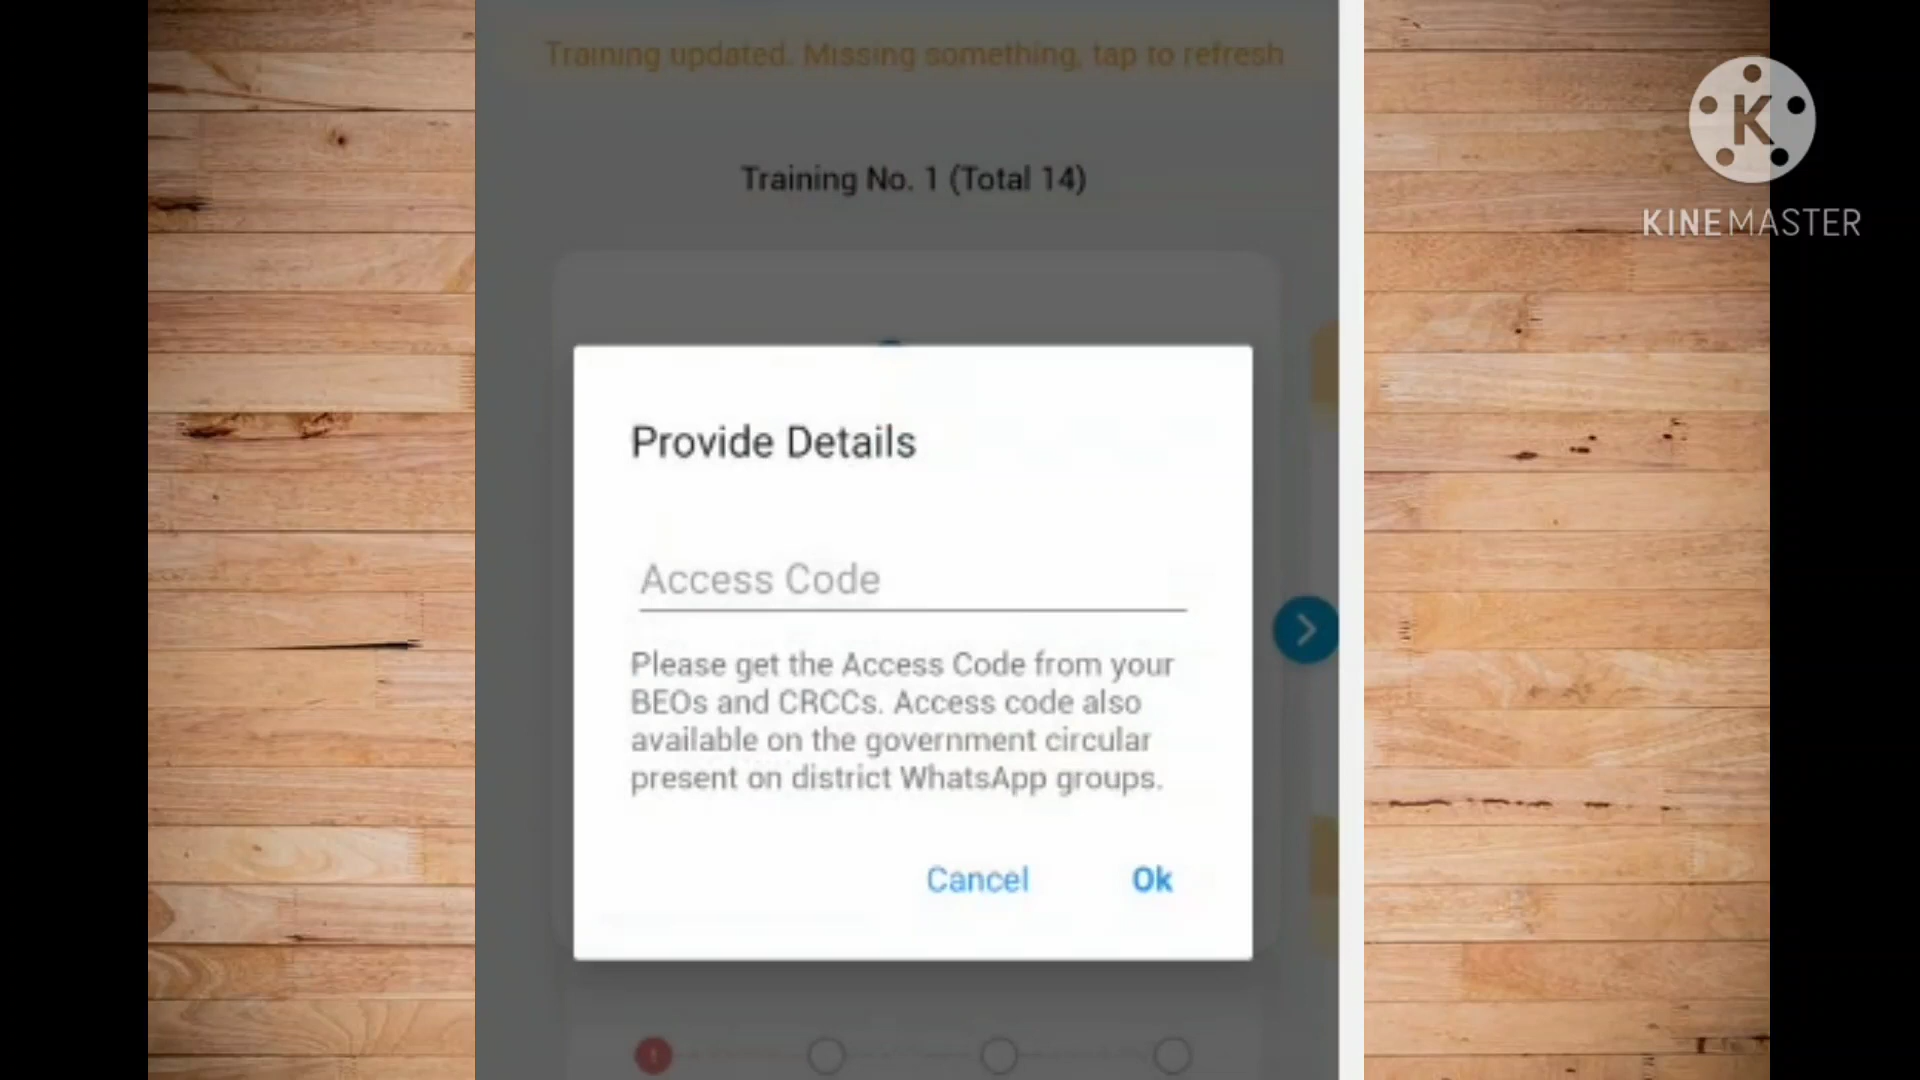 Training updated. Missing something, tap to refresh
Training No. 1 (Total 14)
K
KINEMASTER
Provide Details
Access Code
Please get the Access Code from your
BEOs and CRCCs. Access code also
available on the government circular
present on district WhatsApp groups.
Cancel Ok